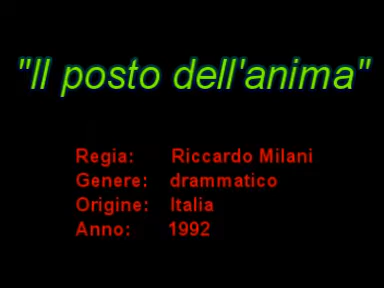 "Il posto dell'anima"
Regia: Riccardo Milani
Genere: drammatico
Origine: Italia
Anno: 1992